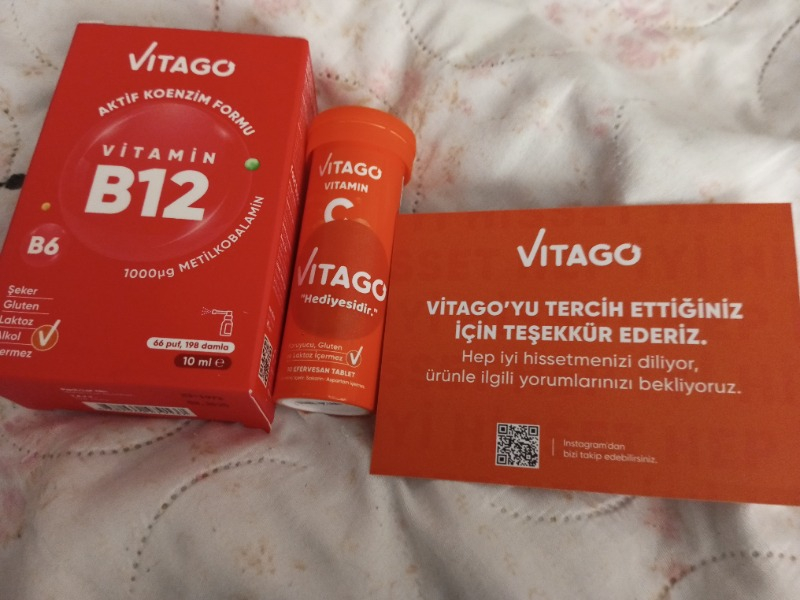 VITAGO
AKTİF KOENZİM FORMU
VİTAMİN
B12
B6
1000µg METİLKOBALAMİN
Şeker
Gluten
Laktoz
Alkol
içermez
66 puf, 198 damla
10 ml e
VITAGO
VITAMIN
C
VITAGO
"Hediyesidir."
Gluten
Laktoz İçermez
EFERVESAN TABLET
VITAGO
VİTAGO'YU TERCİH ETTİĞİNİZ
İÇİN TEŞEKKÜR EDERİZ.
Hep iyi hissetmenizi diliyor,
ürünle ilgili yorumlarınızı bekliyoruz.
Instagram'dan
bizi takip edebilirsiniz.